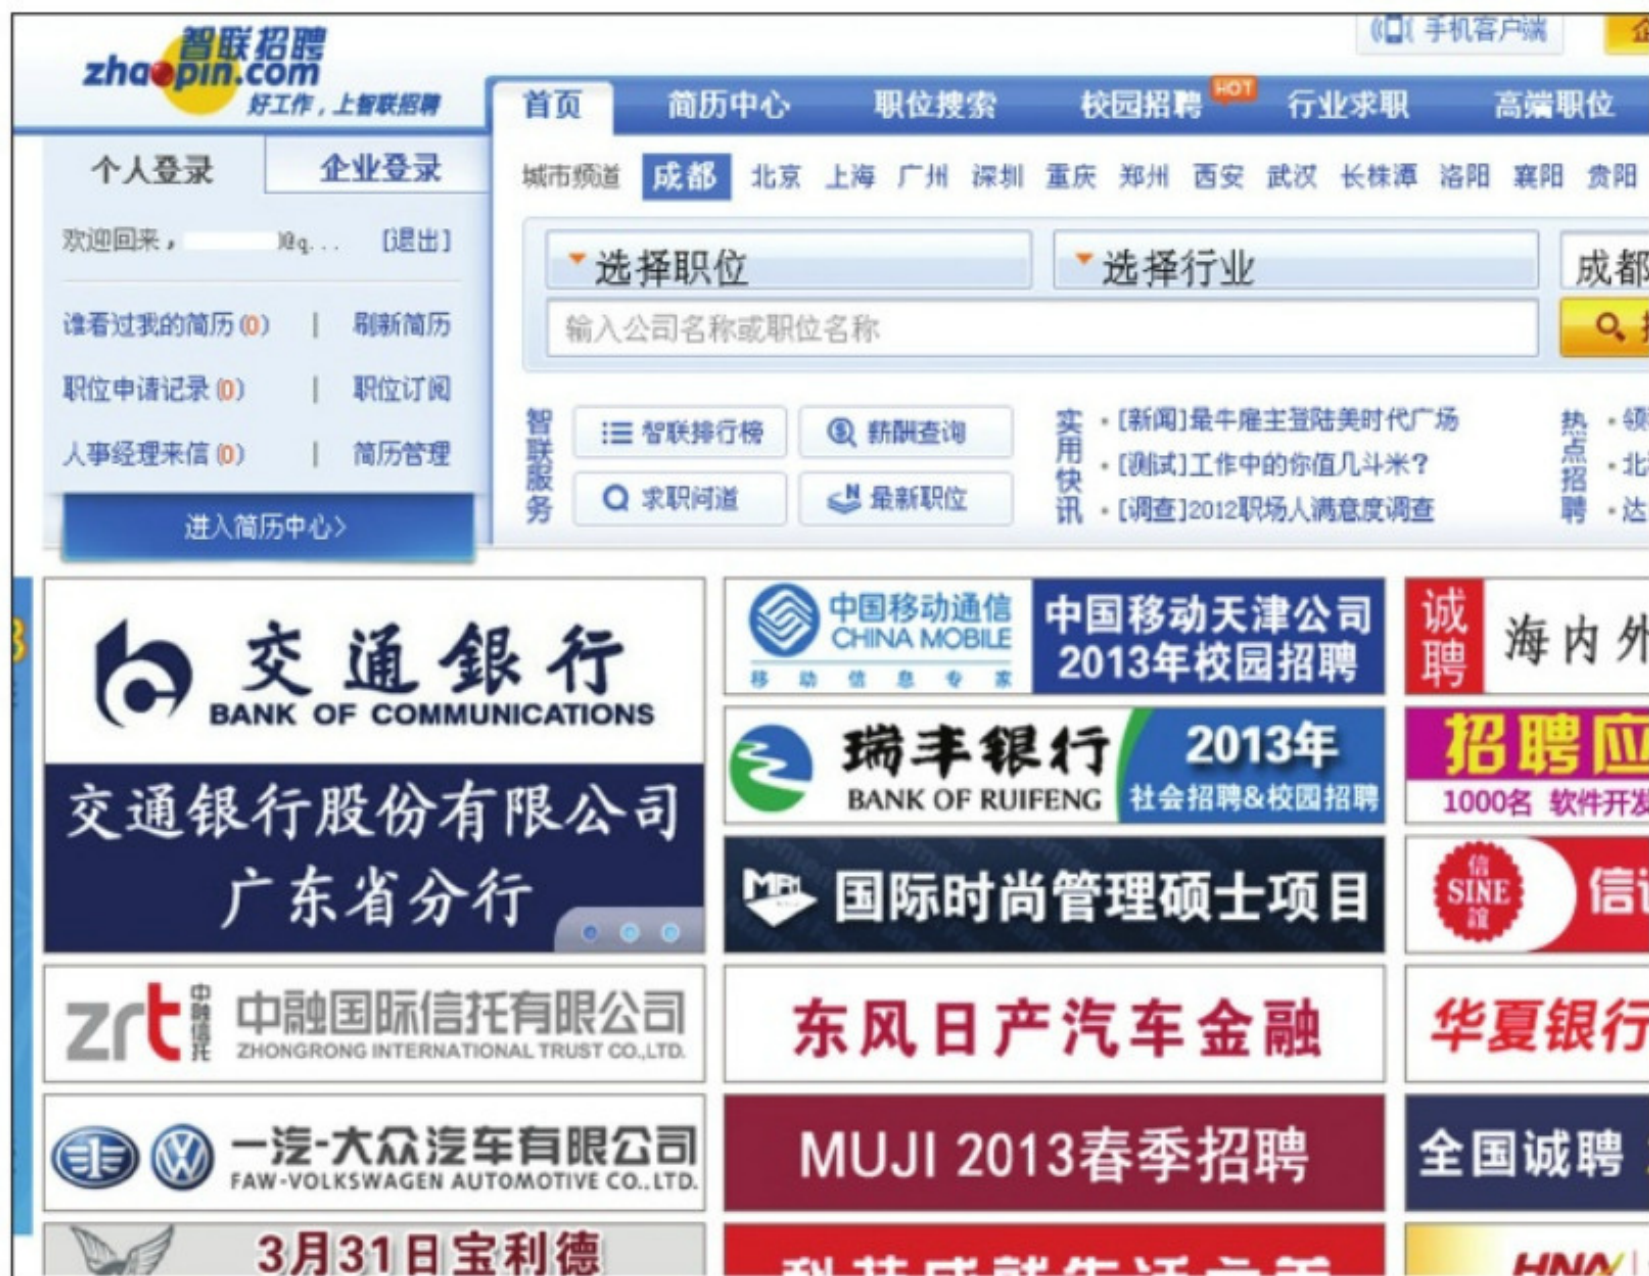 智联招聘
zhaopin.com
好工作，上智联招聘
手机客户端
首页 简历中心 职位搜索 校园招聘 HOT 行业求职 高端职位
个人登录 企业登录
城市频道 成都 北京 上海 广州 深圳 重庆 郑州 西安 武汉 长株潭 洛阳 襄阳 贵阳
欢迎回来， @q... [退出]
选择职位 选择行业 成都
输入公司名称或职位名称
谁看过我的简历(0) | 刷新简历
职位申请记录(0) | 职位订阅
人事经理来信(0) | 简历管理
进入简历中心>
智联服务
智联排行榜 薪酬查询
求职问道 最新职位
实用快讯
·[新闻]最牛雇主登陆美时代广场
·[测试]工作中的你值几斗米?
·[调查]2012职场人满意度调查
热点招聘
·领
·北
·达
交通銀行
BANK OF COMMUNICATIONS
交通银行股份有限公司
广东省分行
中国移动通信
CHINA MOBILE
移动信息专家
中国移动天津公司
2013年校园招聘
诚聘
海内外
瑞丰银行
BANK OF RUIFENG
2013年
社会招聘&校园招聘
招聘应
1000名 软件开发
国际时尚管理硕士项目
信
SINE
谊
信谊
zrt 中融信托
中融国际信托有限公司
ZHONGRONG INTERNATIONAL TRUST CO.,LTD.
东风日产汽车金融
华夏银行
一汽-大众汽车有限公司
FAW-VOLKSWAGEN AUTOMOTIVE CO.,LTD.
MUJI 2013春季招聘
全国诚聘
3月31日宝利德
HNA